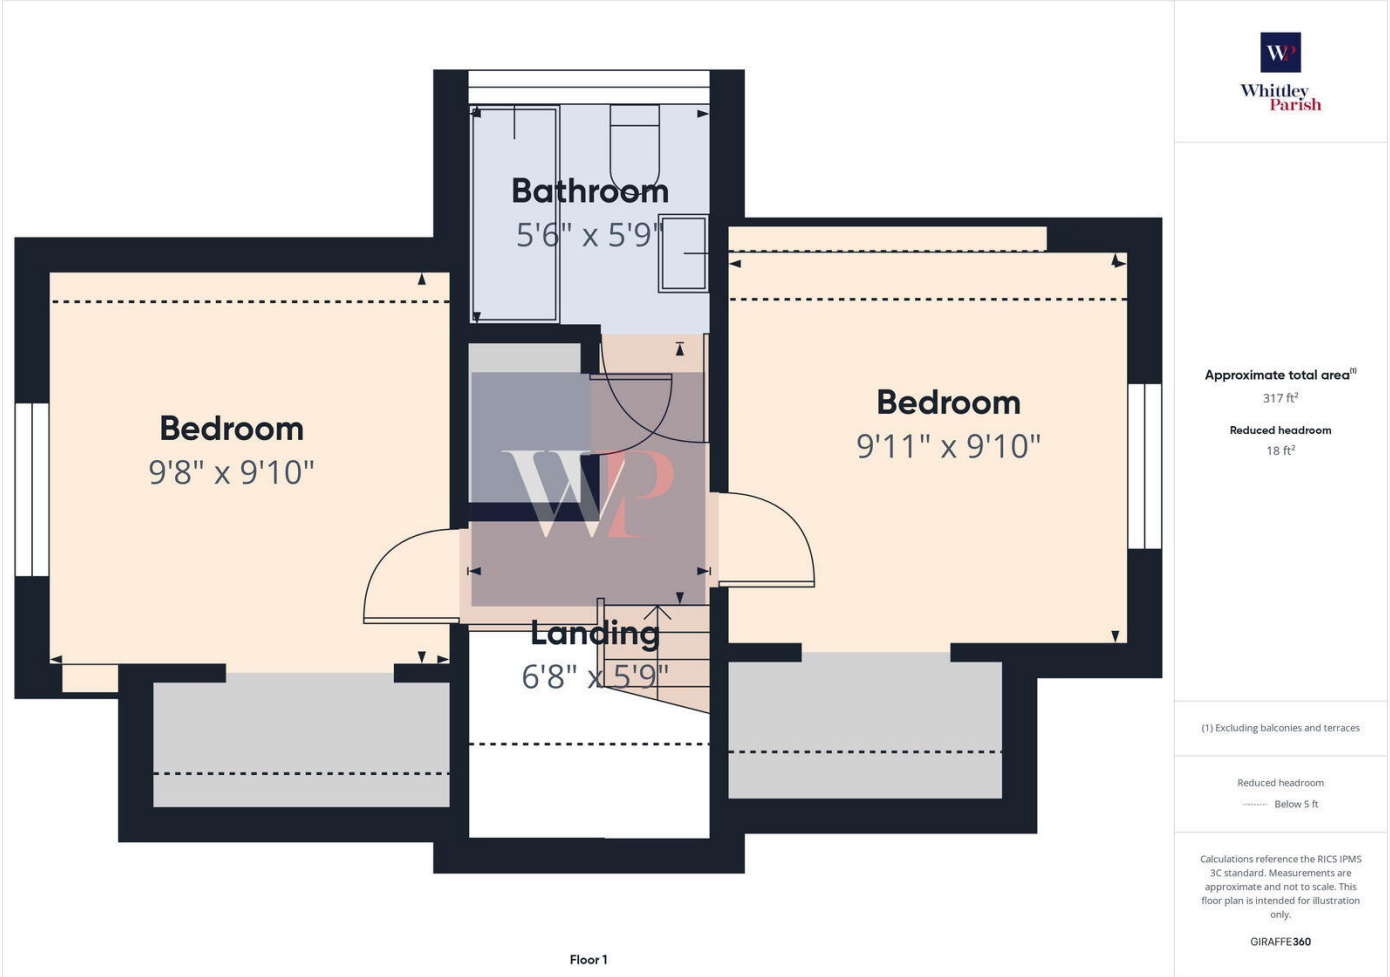 WP
Whittley
Parish
Bathroom
5'6" x 5'9"
Bedroom
9'8" x 9'10"
Bedroom
9'11" x 9'10"
WP
Landing
6'8" x 5'9"
Floor 1
Approximate total area(1)
317 ft²
Reduced headroom
18 ft²
(1) Excluding balconies and terraces
Reduced headroom
Below 5 ft
Calculations reference the RICS IPMS
3C standard. Measurements are
approximate and not to scale. This
floor plan is intended for illustration
only.
GIRAFFE360